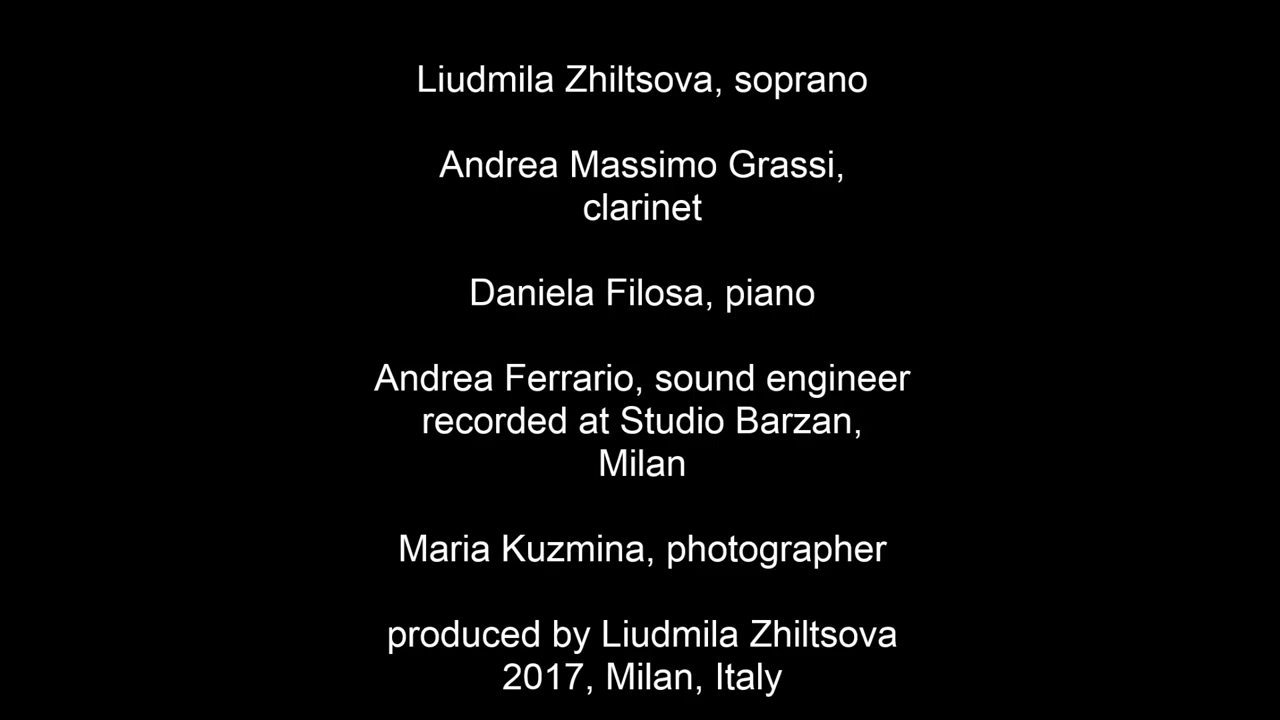 Liudmila Zhiltsova, soprano
Andrea Massimo Grassi,
clarinet
Daniela Filosa, piano
Andrea Ferrario, sound engineer
recorded at Studio Barzan,
Milan
Maria Kuzmina, photographer
produced by Liudmila Zhiltsova
2017, Milan, Italy